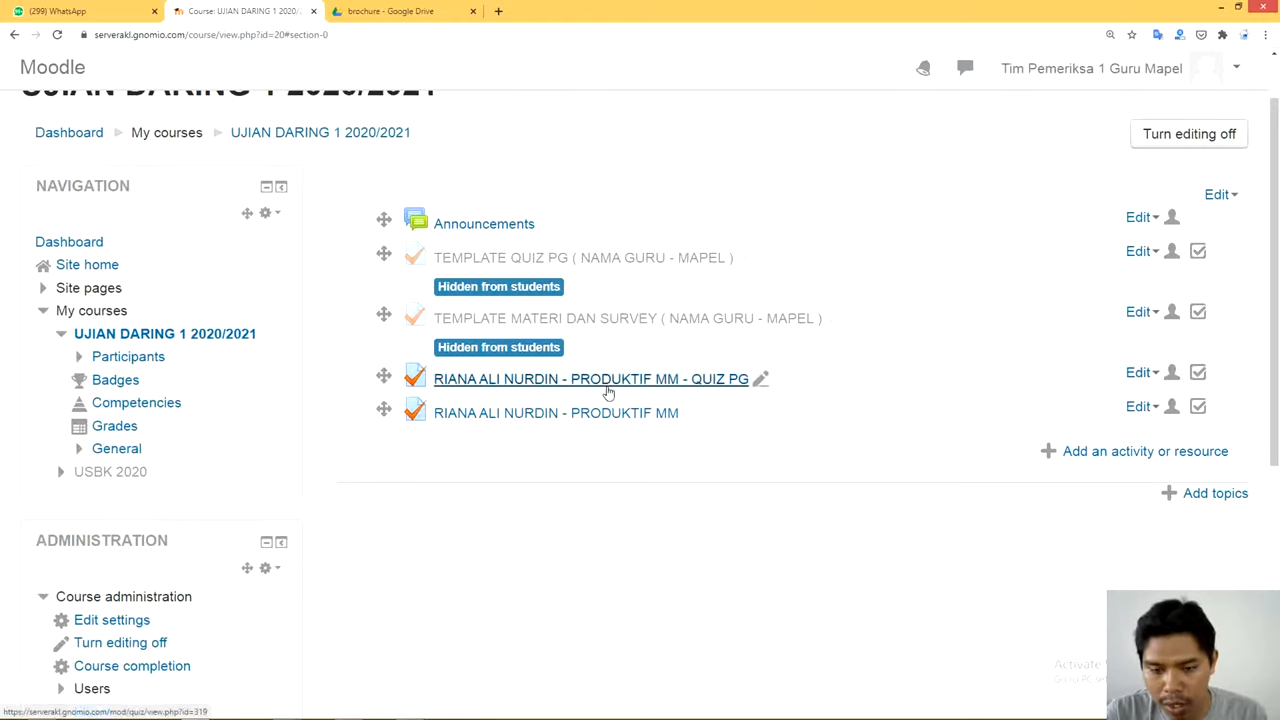 (299) WhatsApp
Course: UJIAN DARING 1 2020/2
brochure - Google Drive
serverakl.gnomio.com/course/view.php?id=20#section-0
Moodle
Tim Pemeriksa 1 Guru Mapel
UJIAN DARING 1 2020/2021
Dashboard
My courses
UJIAN DARING 1 2020/2021
Turn editing off
NAVIGATION
Dashboard
Site home
Site pages
My courses
UJIAN DARING 1 2020/2021
Participants
Badges
Competencies
Grades
General
USBK 2020
ADMINISTRATION
Course administration
Edit settings
Turn editing off
Course completion
Users
Edit
Announcements
Edit
TEMPLATE QUIZ PG ( NAMA GURU - MAPEL )
Edit
Hidden from students
TEMPLATE MATERI DAN SURVEY ( NAMA GURU - MAPEL )
Edit
Hidden from students
RIANA ALI NURDIN - PRODUKTIF MM - QUIZ PG
Edit
RIANA ALI NURDIN - PRODUKTIF MM
Edit
Add an activity or resource
Add topics
Activate
serverakl.gnomio.com/mod/quiz/view.php?id=319